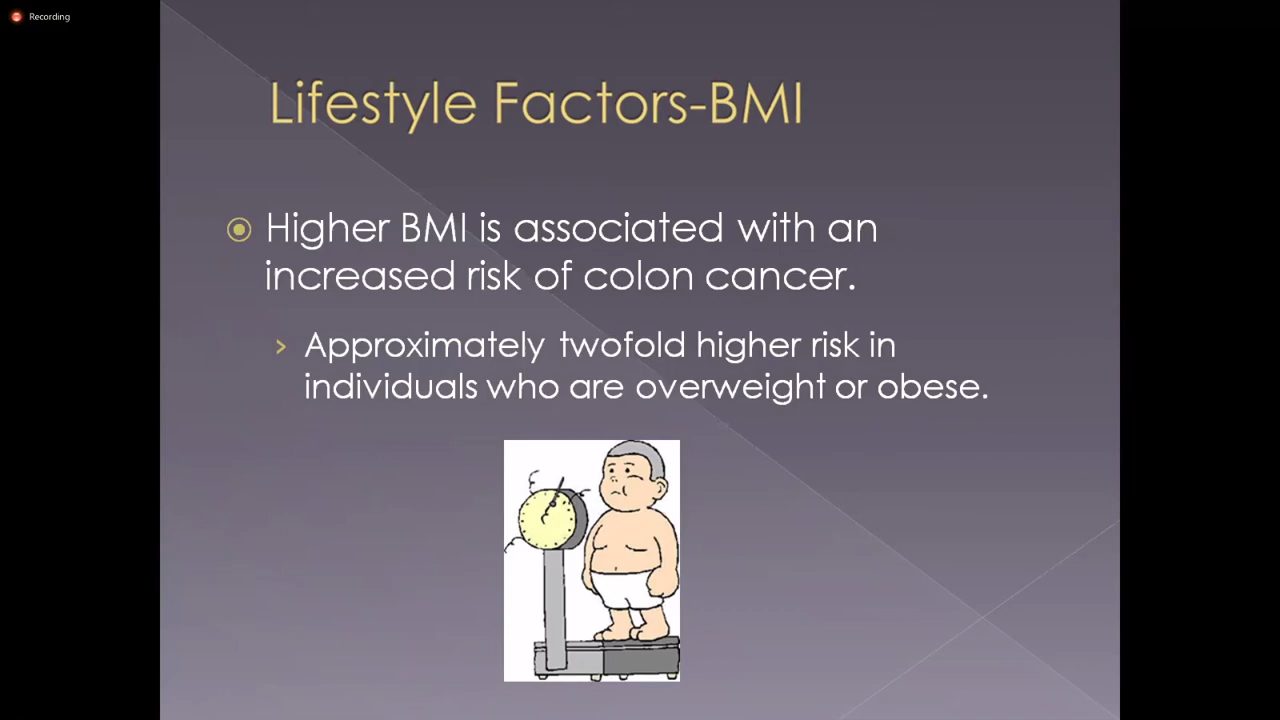 Recording
Lifestyle Factors-BMI
Higher BMI is associated with an
increased risk of colon cancer.
Approximately twofold higher risk in
individuals who are overweight or obese.